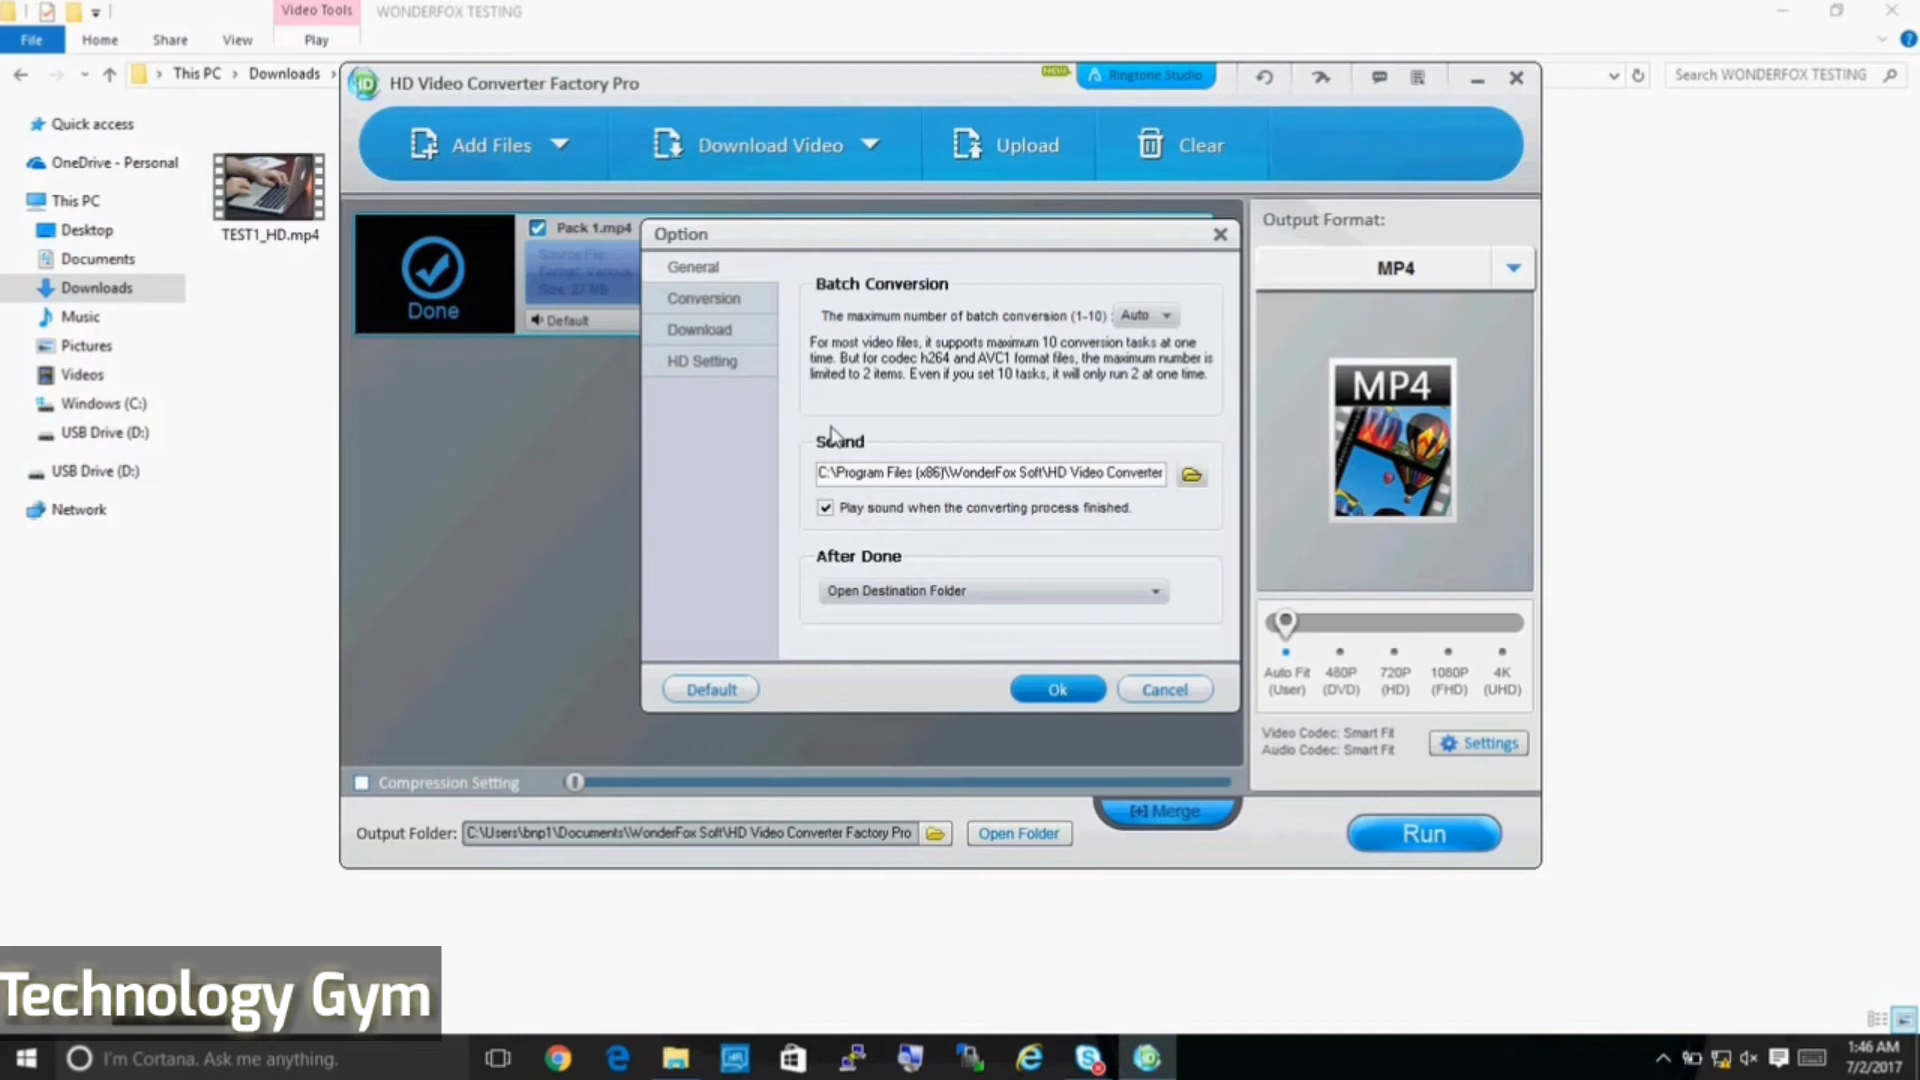 Video Tools
WONDERFOX TESTING
File
Home
Share
View
Play
This PC
Downloads
Search WONDERFOX TESTING
Quick access
OneDrive - Personal
This PC
Desktop
Documents
Downloads
Music
Pictures
Videos
Windows (C:)
USB Drive (D:)
USB Drive (D:)
Network
TEST1_HD.mp4
HD Video Converter Factory Pro
NEW
Ringtone Studio
Add Files
Download Video
Upload
Clear
Done
Pack 1.mp4
Source File:
Format:
Size: 27 MB
Default
Option
General
Conversion
Download
HD Setting
Batch Conversion
The maximum number of batch conversion (1-10) :
Auto
For most video files, it supports maximum 10 conversion tasks at one
time. But for codec h264 and AVC1 format files, the maximum number is
limited to 2 items. Even if you set 10 tasks, it will only run 2 at one time.
Sound
C:\Program Files (x86)\WonderFox Soft\HD Video Converter
Play sound when the converting process finished.
After Done
Open Destination Folder
Default
Ok
Cancel
Output Format:
MP4
MP4
Auto Fit
(User)
480P
(DVD)
720P
(HD)
1080P
(FHD)
4K
(UHD)
Video Codec: Smart Fit
Audio Codec: Smart Fit
Settings
Compression Setting
[+] Merge
Output Folder:
C:\Users\bnp1\Documents\WonderFox Soft\HD Video Converter Factory Pro
Open Folder
Run
Technology Gym
I'm Cortana. Ask me anything.
1:46 AM
7/2/2017